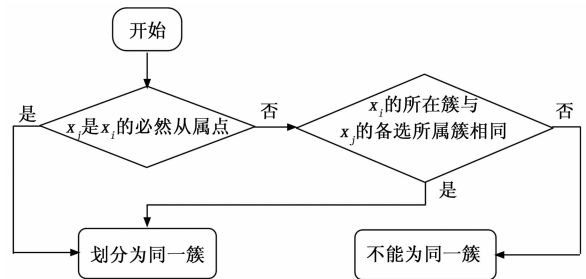 开始
是
x_j是x_i的必然从属点
否
x_i的所在簇与
x_j的备选所属簇相同
否
是
划分为同一簇
不能为同一簇